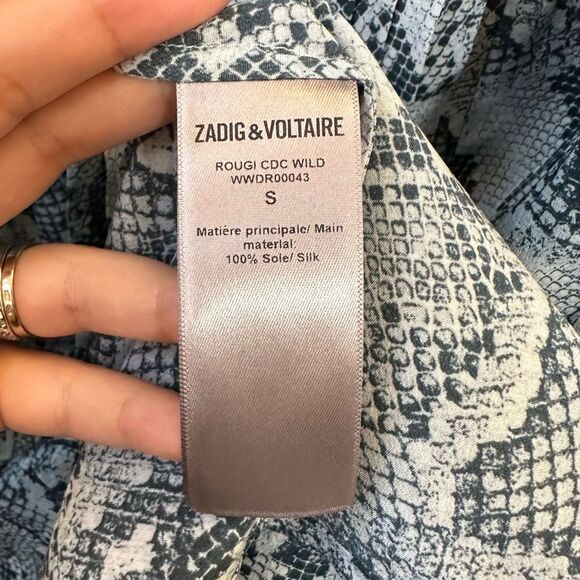 ZADIG&VOLTAIRE
ROUGI CDC WILD
WWDR00043
S
Matière principale/ Main
material:
100% Soie/ Silk